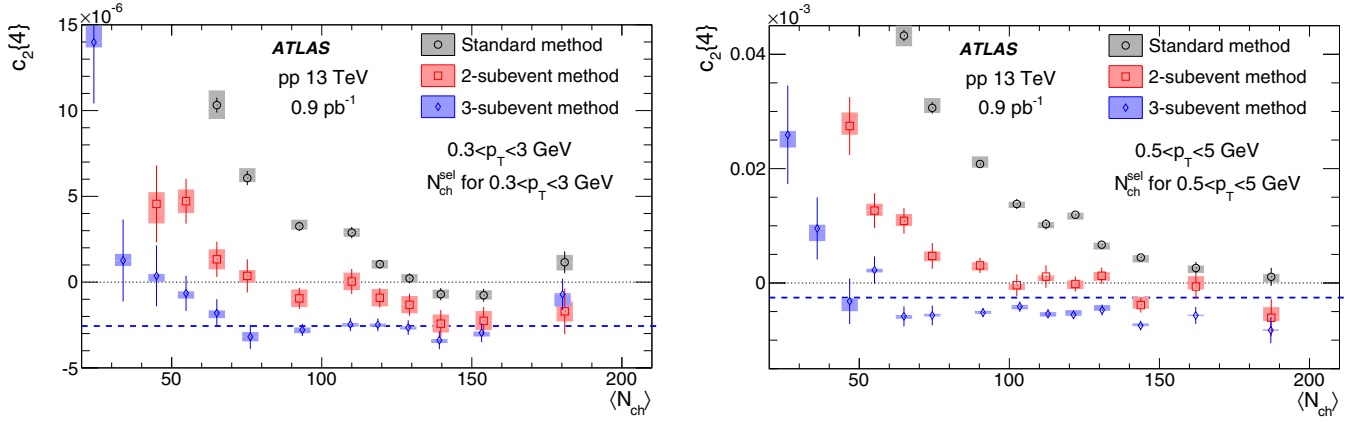 ×10⁻⁶
c₂{4}
15
10
5
0
-5
ATLAS
pp 13 TeV
0.9 pb⁻¹
Standard method
2-subevent method
3-subevent method
0.3<p_T<3 GeV
N_ch^sel for 0.3<p_T<3 GeV
50
100
150
200
⟨N_ch⟩
×10⁻³
c₂{4}
0.04
0.02
0
ATLAS
pp 13 TeV
0.9 pb⁻¹
Standard method
2-subevent method
3-subevent method
0.5<p_T<5 GeV
N_ch^sel for 0.5<p_T<5 GeV
50
100
150
200
⟨N_ch⟩